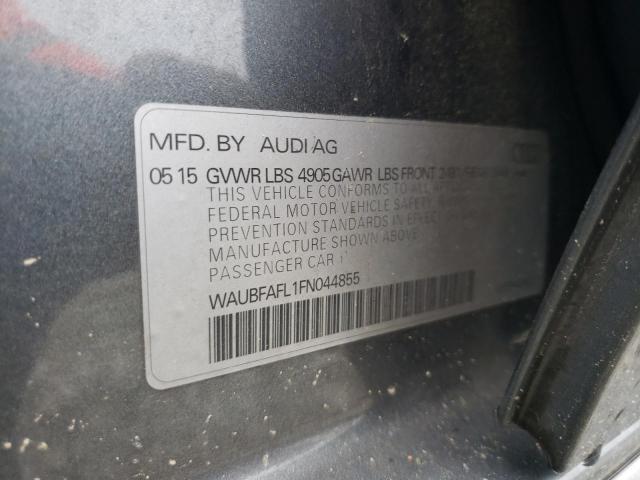 MFD. BY AUDI AG
05 15 GVWR LBS 4905 GAWR LBS FRONT
THIS VEHICLE CONFORMS TO ALL
FEDERAL MOTOR VEHICLE SAFETY,
PREVENTION STANDARDS IN EFFECT
MANUFACTURE SHOWN ABOVE
PASSENGER CAR
WAUBFAFL1FN044855